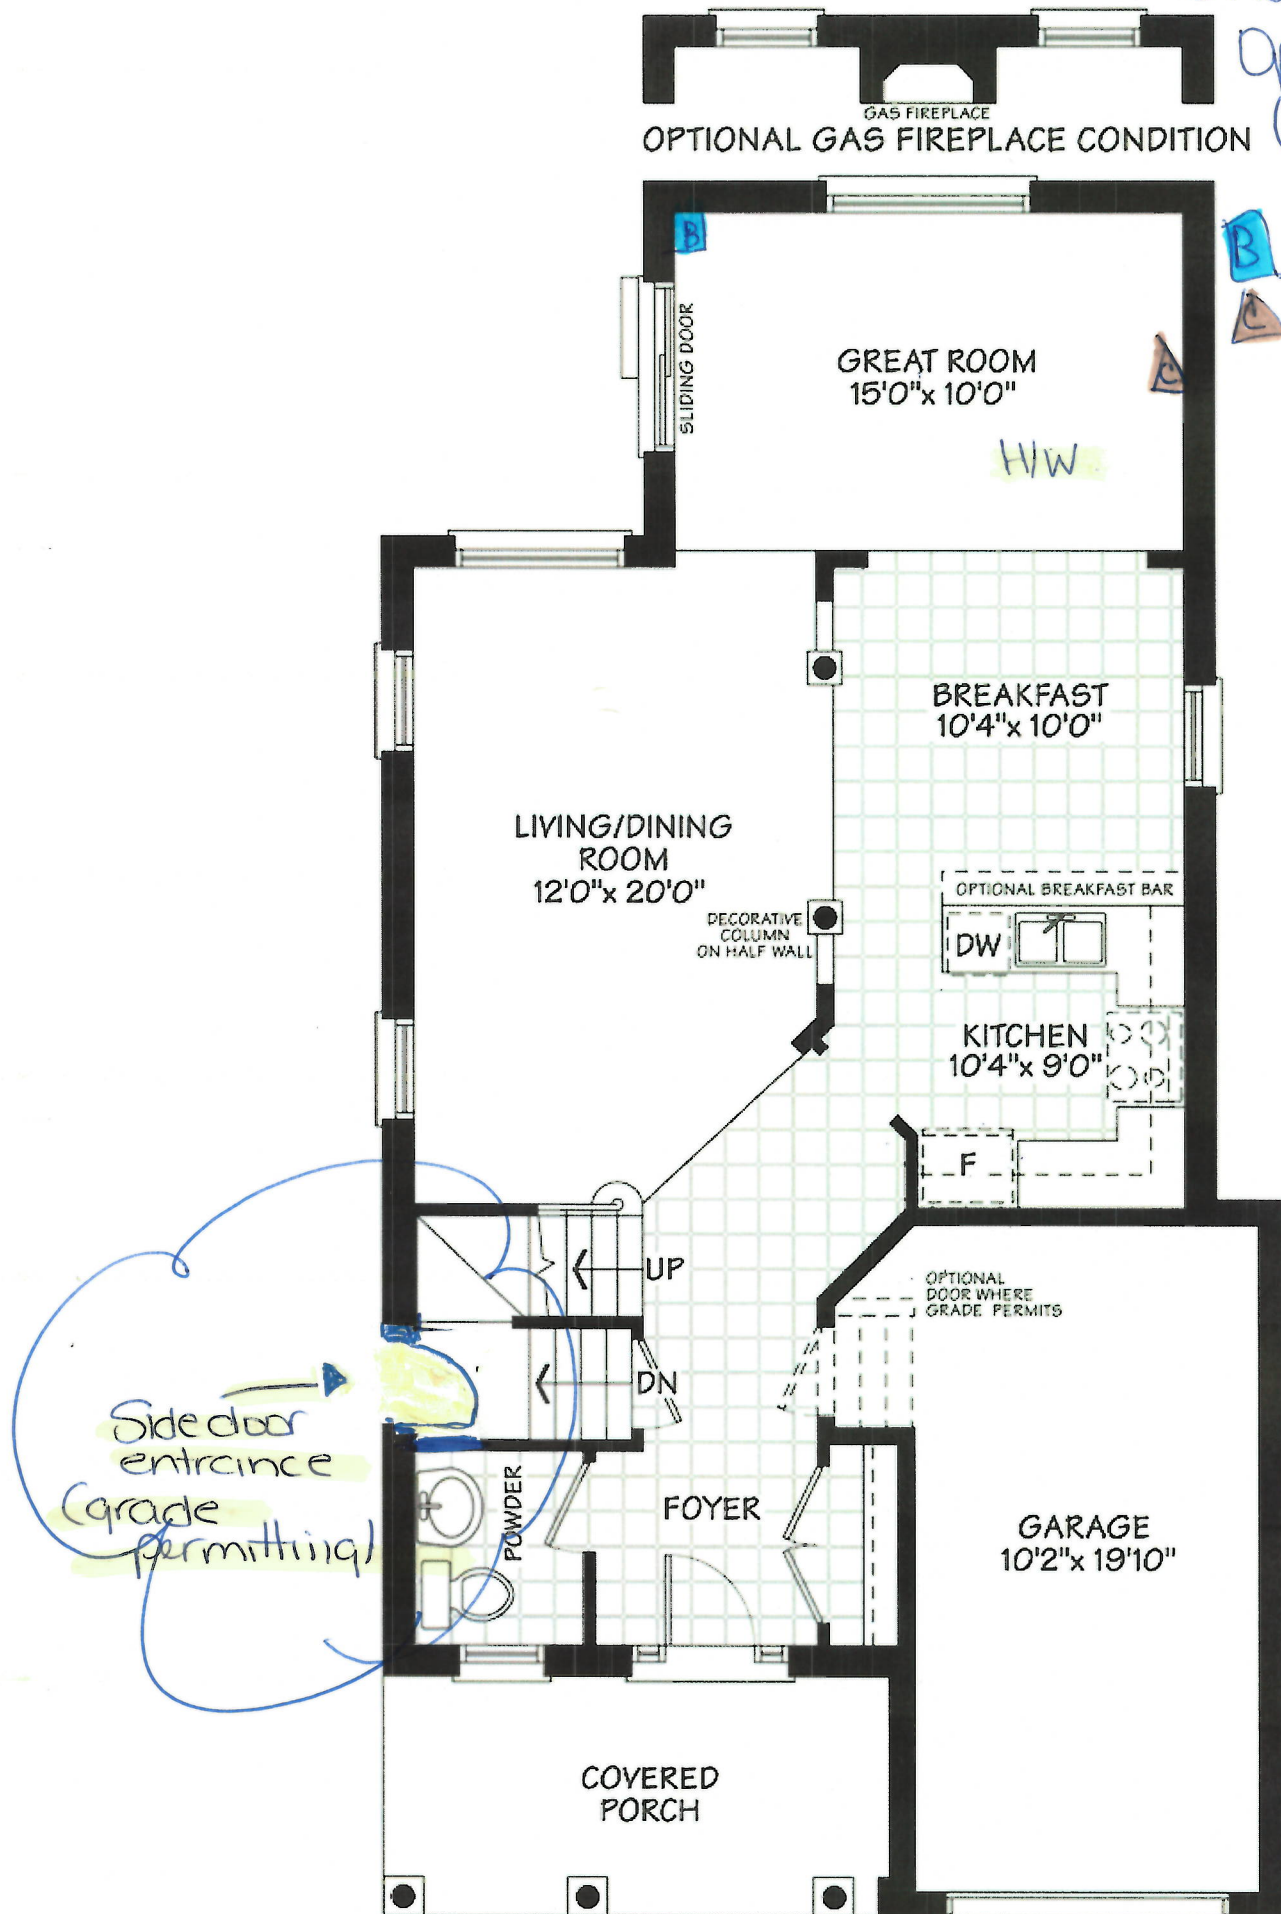 GAS FIREPLACE
OPTIONAL GAS FIREPLACE CONDITION
B
B
C
SLIDING DOOR
GREAT ROOM
15'0"x 10'0"
C
H/W
BREAKFAST
10'4"x 10'0"
LIVING/DINING
ROOM
12'0"x 20'0"
OPTIONAL BREAKFAST BAR
DECORATIVE
COLUMN
ON HALF WALL
DW
KITCHEN
10'4"x 9'0"
F
UP
OPTIONAL
DOOR WHERE
GRADE PERMITS
DN
Side door
entrance
(grade
permitting)
POWDER
FOYER
GARAGE
10'2"x 19'10"
COVERED
PORCH